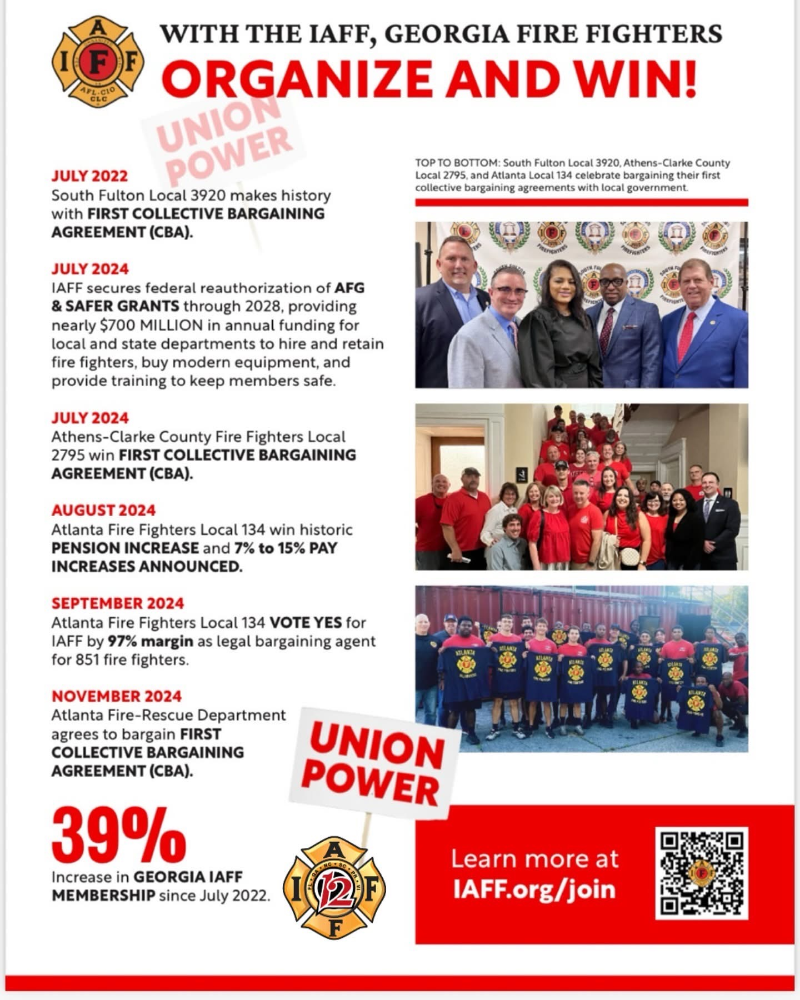 A
I F F
AFL-CIO
CLC
WITH THE IAFF, GEORGIA FIRE FIGHTERS
ORGANIZE AND WIN!
UNION
POWER
JULY 2022
South Fulton Local 3920 makes history
with FIRST COLLECTIVE BARGAINING
AGREEMENT (CBA).
JULY 2024
IAFF secures federal reauthorization of AFG
& SAFER GRANTS through 2028, providing
nearly $700 MILLION in annual funding for
local and state departments to hire and retain
fire fighters, buy modern equipment, and
provide training to keep members safe.
JULY 2024
Athens-Clarke County Fire Fighters Local
2795 win FIRST COLLECTIVE BARGAINING
AGREEMENT (CBA).
AUGUST 2024
Atlanta Fire Fighters Local 134 win historic
PENSION INCREASE and 7% to 15% PAY
INCREASES ANNOUNCED.
SEPTEMBER 2024
Atlanta Fire Fighters Local 134 VOTE YES for
IAFF by 97% margin as legal bargaining agent
for 851 fire fighters.
NOVEMBER 2024
Atlanta Fire-Rescue Department
agrees to bargain FIRST
COLLECTIVE BARGAINING
AGREEMENT (CBA).
39%
Increase in GEORGIA IAFF
MEMBERSHIP since July 2022.
TOP TO BOTTOM: South Fulton Local 3920, Athens-Clarke County
Local 2795, and Atlanta Local 134 celebrate bargaining their first
collective bargaining agreements with local government.
FIREFIGHTERS
SOUTH FULTON
ATLANTA
UNION
POWER
A
I 12 F
FL • GA • NC • SC • PR • VI
F
Learn more at
IAFF.org/join